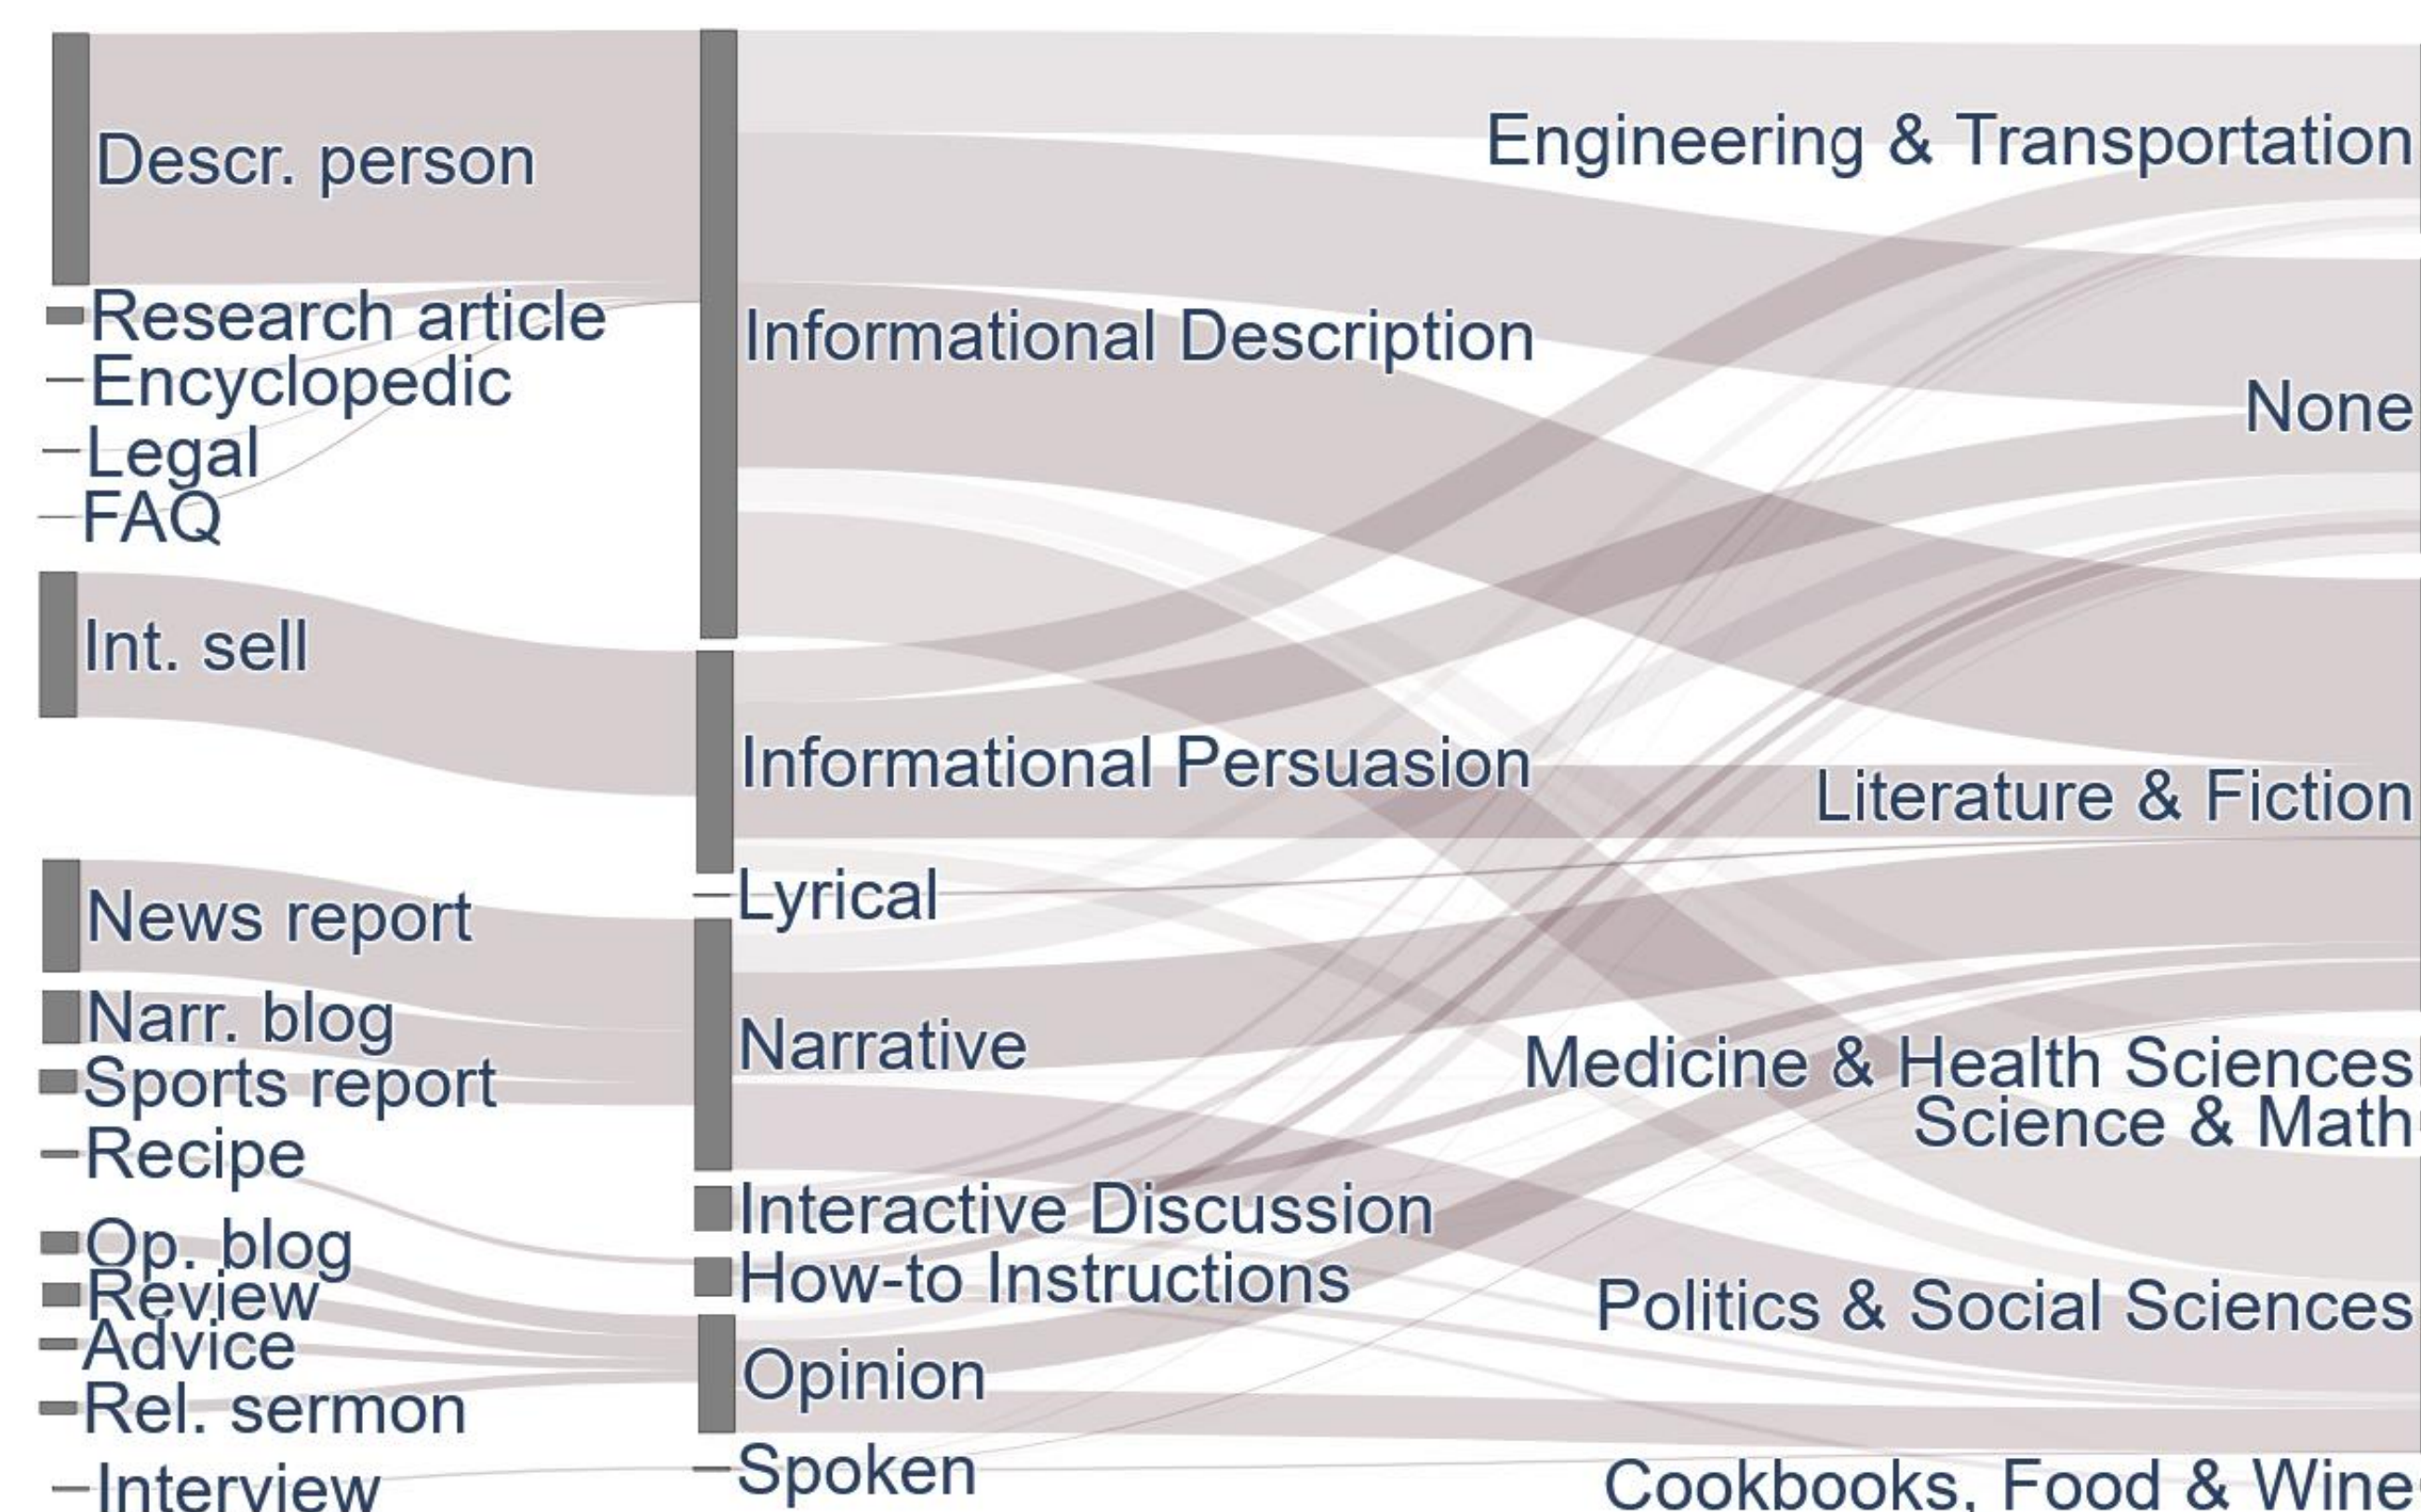 Descr. person
Research article
Encyclopedic
Legal
FAQ
Int. sell
News report
Narr. blog
Sports report
Recipe
Op. blog
Review
Advice
Rel. sermon
Interview
Informational Description
Informational Persuasion
Lyrical
Narrative
Interactive Discussion
How-to Instructions
Opinion
Spoken
Engineering & Transportation
None
Literature & Fiction
Medicine & Health Sciences
Science & Math
Politics & Social Sciences
Cookbooks, Food & Wine